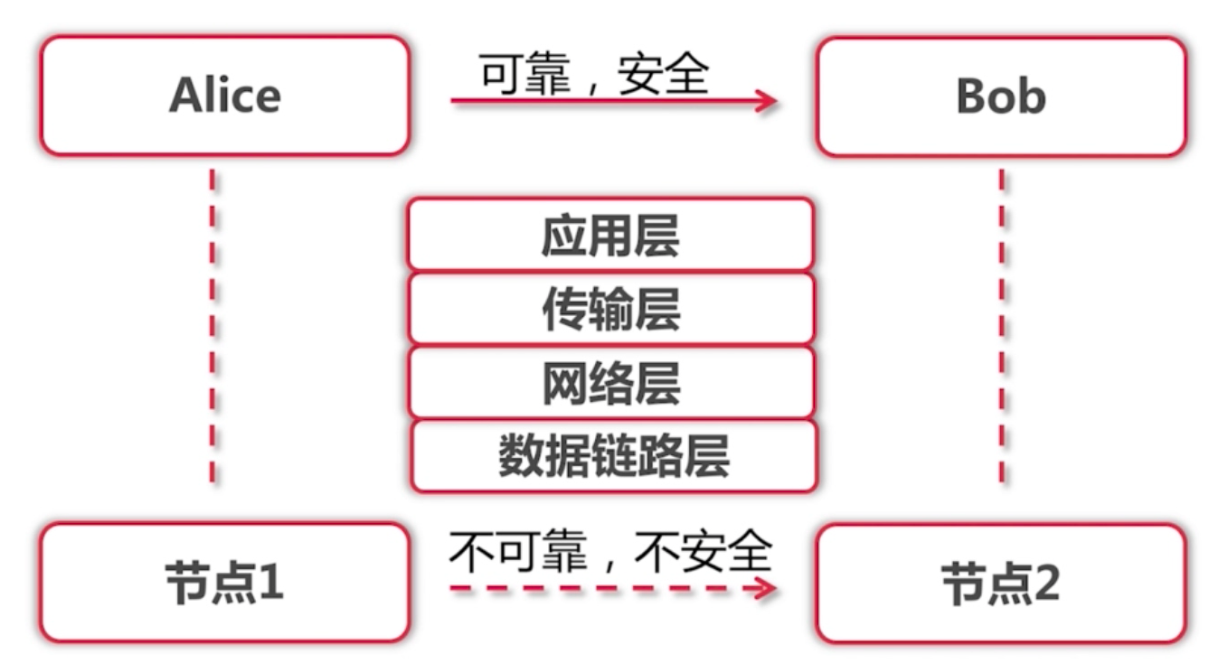 Alice
可靠，安全
Bob
应用层
传输层
网络层
数据链路层
不可靠，不安全
节点1
节点2